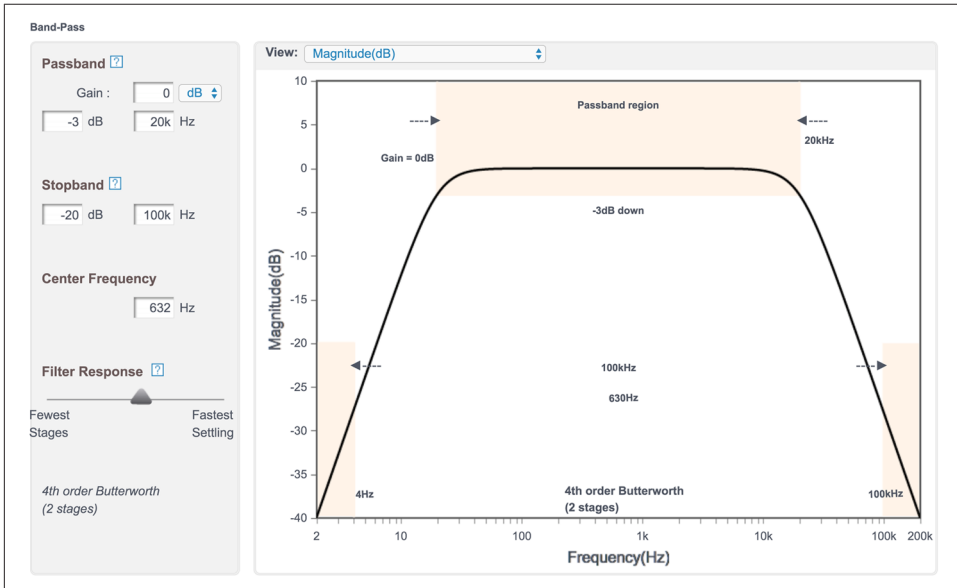 Band-Pass
Passband ?
Gain : 0 dB
-3 dB 20k Hz
Stopband ?
-20 dB 100k Hz
Center Frequency
632 Hz
Filter Response ?
Fewest Stages
Fastest Settling
4th order Butterworth
(2 stages)
View: Magnitude(dB)
Magnitude(dB)
10
5
0
-5
-10
-15
-20
-25
-30
-35
-40
Passband region
20kHz
Gain = 0dB
-3dB down
100kHz
630Hz
4Hz
4th order Butterworth
(2 stages)
100kHz
2 10 100 1k 10k 100k 200k
Frequency(Hz)